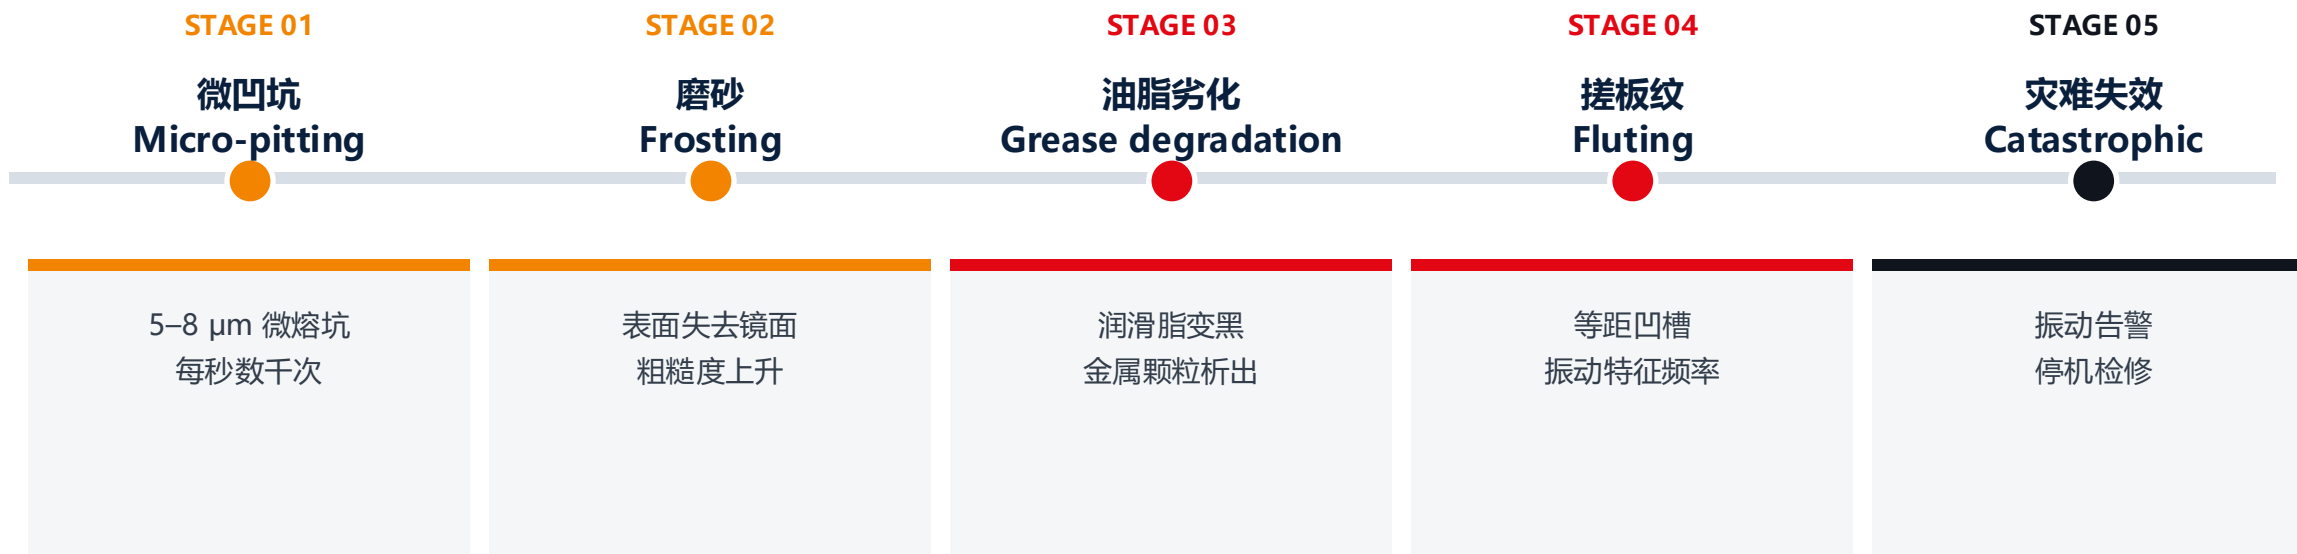 STAGE 01
微凹坑
Micro-pitting
5–8 µm 微熔坑
每秒数千次
STAGE 02
磨砂
Frosting
表面失去镜面
粗糙度上升
STAGE 03
油脂劣化
Grease degradation
润滑脂变黑
金属颗粒析出
STAGE 04
搓板纹
Fluting
等距凹槽
振动特征频率
STAGE 05
灾难失效
Catastrophic
振动告警
停机检修